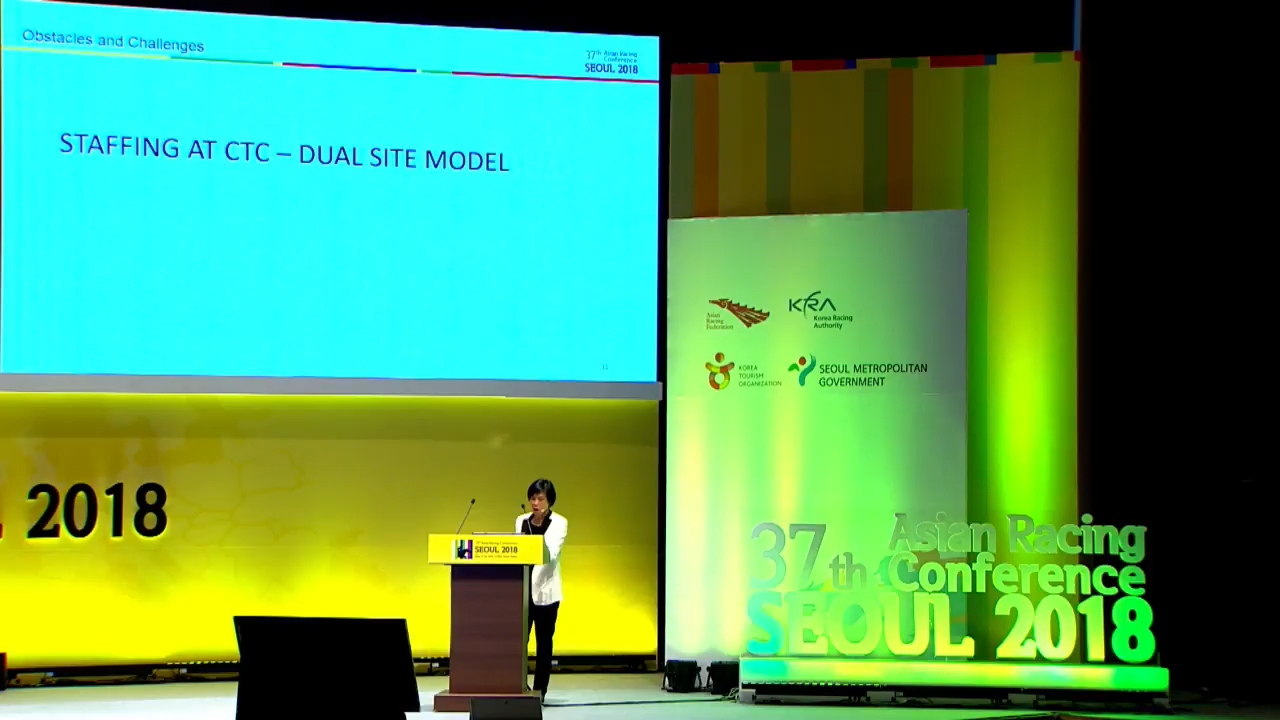 Obstacles and Challenges
37th Asian Racing
Conference
SEOUL 2018
STAFFING AT CTC – DUAL SITE MODEL
31
Asian
Racing
Federation
KRA
Korea Racing
Authority
KOREA
TOURISM
ORGANIZATION
SEOUL METROPOLITAN
GOVERNMENT
2018
SEOUL 2018
37th Asian Racing
Conference
SEOUL 2018